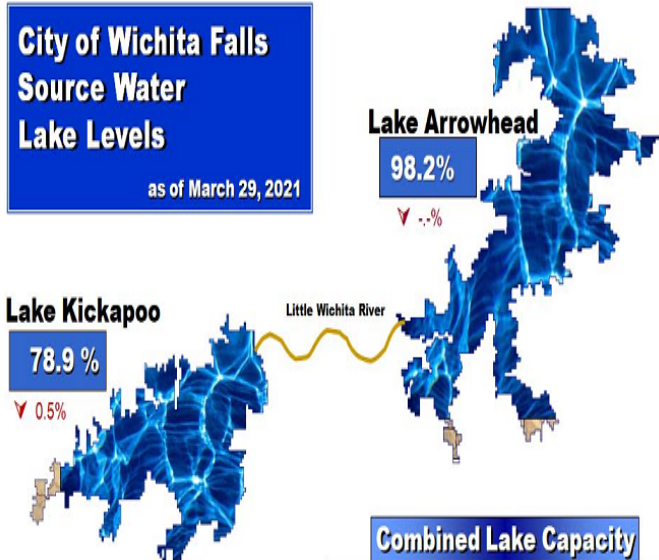 City of Wichita Falls
Source Water
Lake Levels
as of March 29, 2021
Lake Arrowhead
98.2%
-.-%
Little Wichita River
Lake Kickapoo
78.9 %
0.5%
Combined Lake Capacity